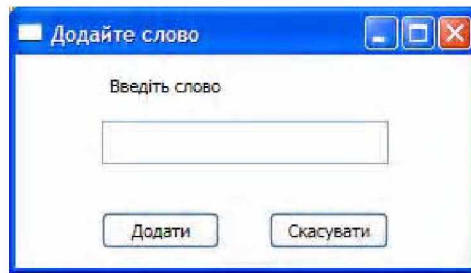 Додайте слово
Введіть слово
Додати
Скасувати